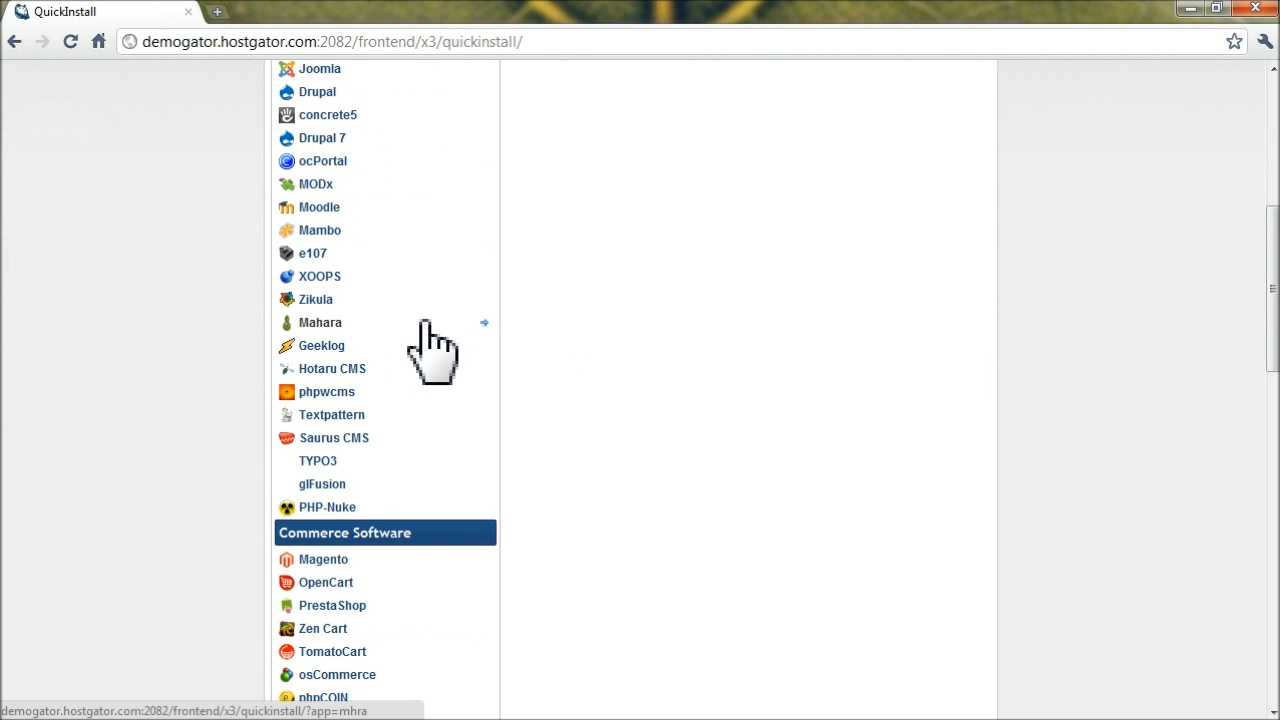 QuickInstall
demogator.hostgator.com:2082/frontend/x3/quickinstall/
Joomla
Drupal
concrete5
Drupal 7
ocPortal
MODx
Moodle
Mambo
e107
XOOPS
Zikula
Mahara
Geeklog
Hotaru CMS
phpwcms
Textpattern
Saurus CMS
TYPO3
glFusion
PHP-Nuke
Commerce Software
Magento
OpenCart
PrestaShop
Zen Cart
TomatoCart
osCommerce
phpCOIN
demogator.hostgator.com:2082/frontend/x3/quickinstall/?app=mhra